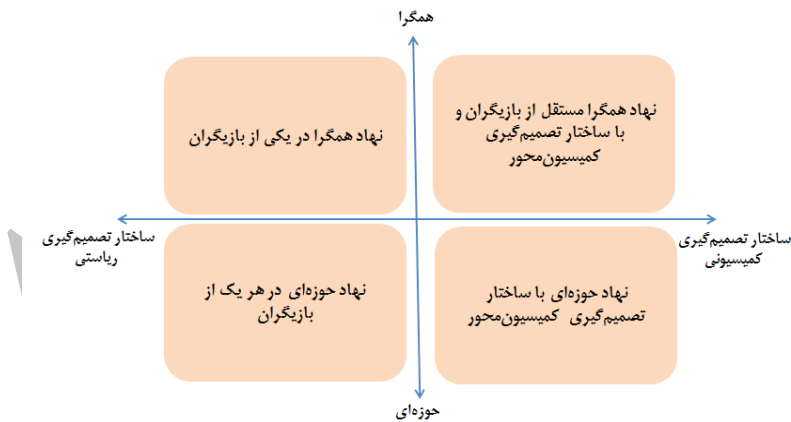 همگرا
نهاد همگرا مستقل از بازیگران و
با ساختار تصمیم‌گیری
کمیسیون‌محور
نهاد همگرا در یکی از بازیگران
ساختار تصمیم‌گیری
کمیسیونی
ساختار تصمیم‌گیری
ریاستی
نهاد حوزه‌ای با ساختار
تصمیم‌گیری کمیسیون‌محور
نهاد حوزه‌ای در هر یک از
بازیگران
حوزه‌ای